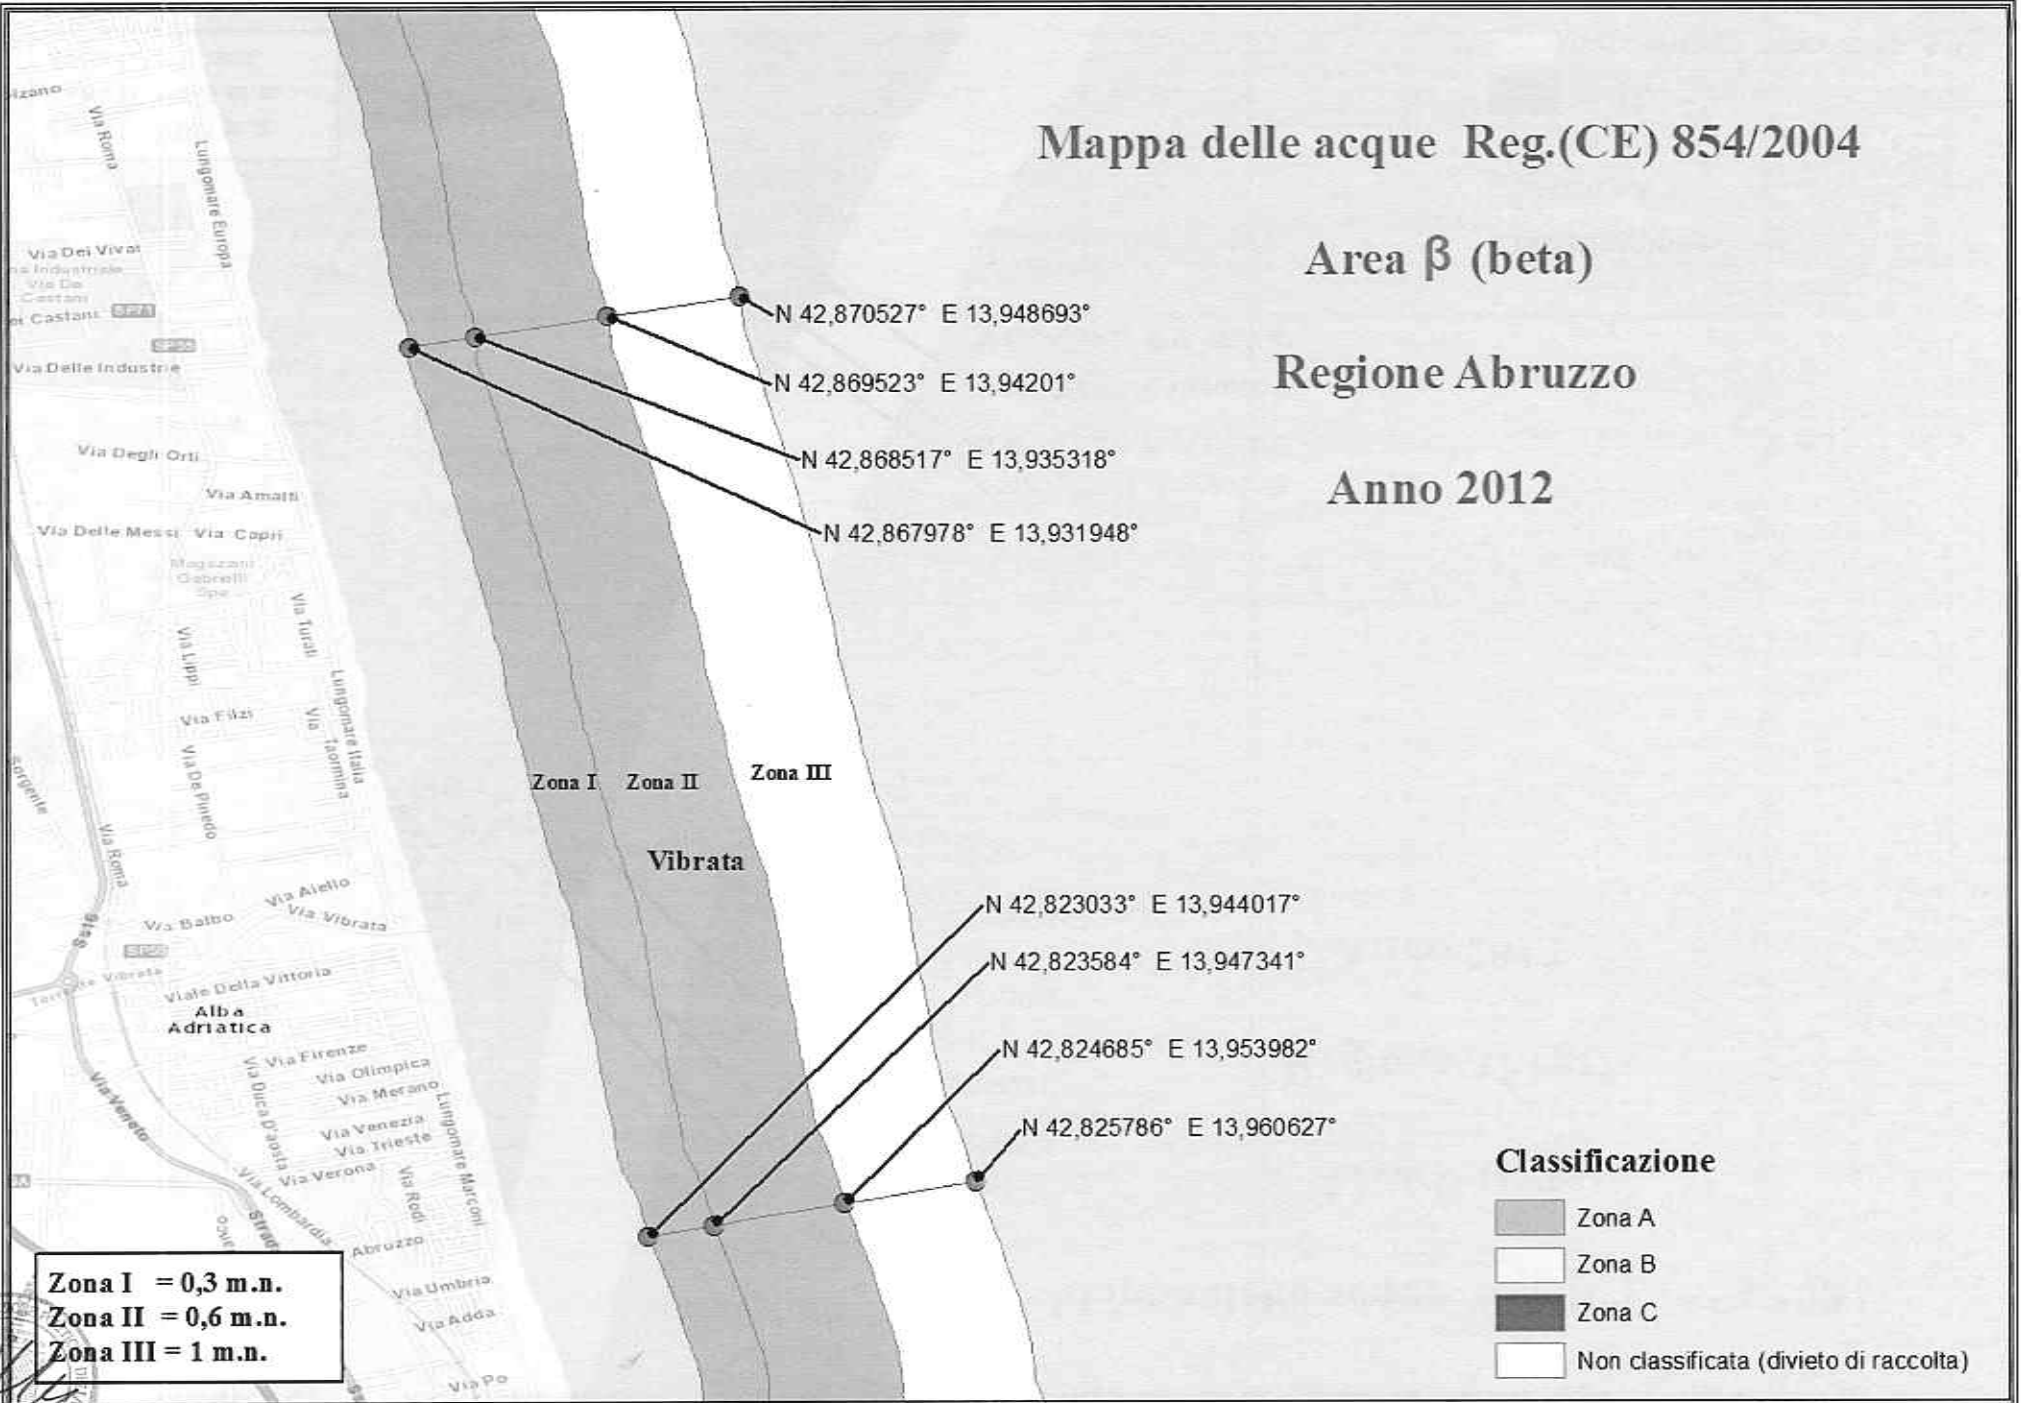 Mappa delle acque Reg.(CE) 854/2004
Area β (beta)
Regione Abruzzo
Anno 2012
N 42,870527° E 13,948693°
N 42,869523° E 13,94201°
N 42,868517° E 13,935318°
N 42,867978° E 13,931948°
Zona I
Zona II
Zona III
Vibrata
N 42,823033° E 13,944017°
N 42,823584° E 13,947341°
N 42,824685° E 13,953982°
N 42,825786° E 13,960627°
Via Roma
Lungomare Europa
Via Dei Vivai
SP71
Via Delle Industrie
Via Degli Orti
Via Amalfi
Via Delle Messi
Via Capri
Magazzini
Gabrielli
Spa
Via Turati
Via Lippi
Lungomare Italia
Via Filzi
Via Taormina
Via De Pinedo
Sorgente
Via Roma
Via Aiello
Via Balbo
Via Vibrata
SS16
Viale Della Vittoria
Alba
Adriatica
Via Firenze
Via Olimpica
Via Merano
Via Duca D'aosta
Via Veneto
Via Venezia
Via Trieste
Via Verona
Lungomare Marconi
Via Lombardia
Via Rodi
Abruzzo
Via Umbria
Via Adda
Via Po
Zona I = 0,3 m.n.
Zona II = 0,6 m.n.
Zona III = 1 m.n.
Classificazione
Zona A
Zona B
Zona C
Non classificata (divieto di raccolta)